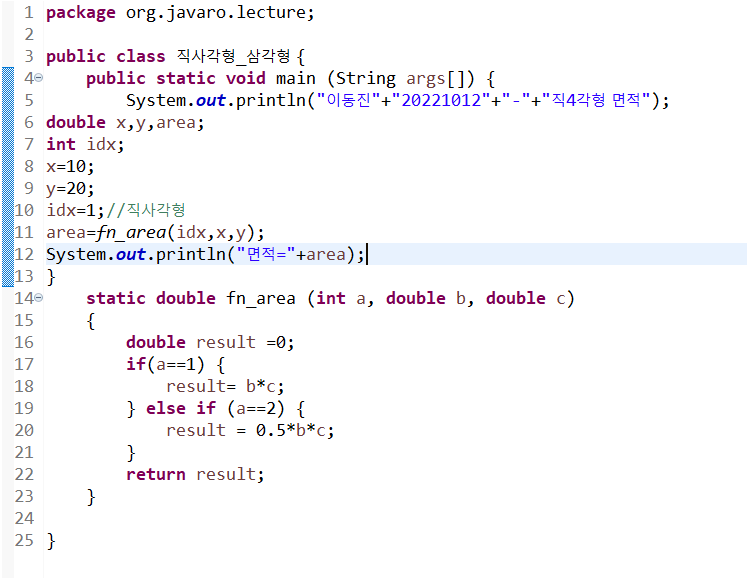 1 package org.javaro.lecture;
2
3 public class 직사각형_삼각형 {
4 public static void main (String args[]) {
5 System.out.println("이동진"+"20221012"+"-"+"직4각형 면적");
6 double x,y,area;
7 int idx;
8 x=10;
9 y=20;
10 idx=1;//직사각형
11 area=fn_area(idx,x,y);
12 System.out.println("면적="+area);
13 }
14 static double fn_area (int a, double b, double c)
15 {
16 double result =0;
17 if(a==1) {
18 result= b*c;
19 } else if (a==2) {
20 result = 0.5*b*c;
21 }
22 return result;
23 }
24
25 }